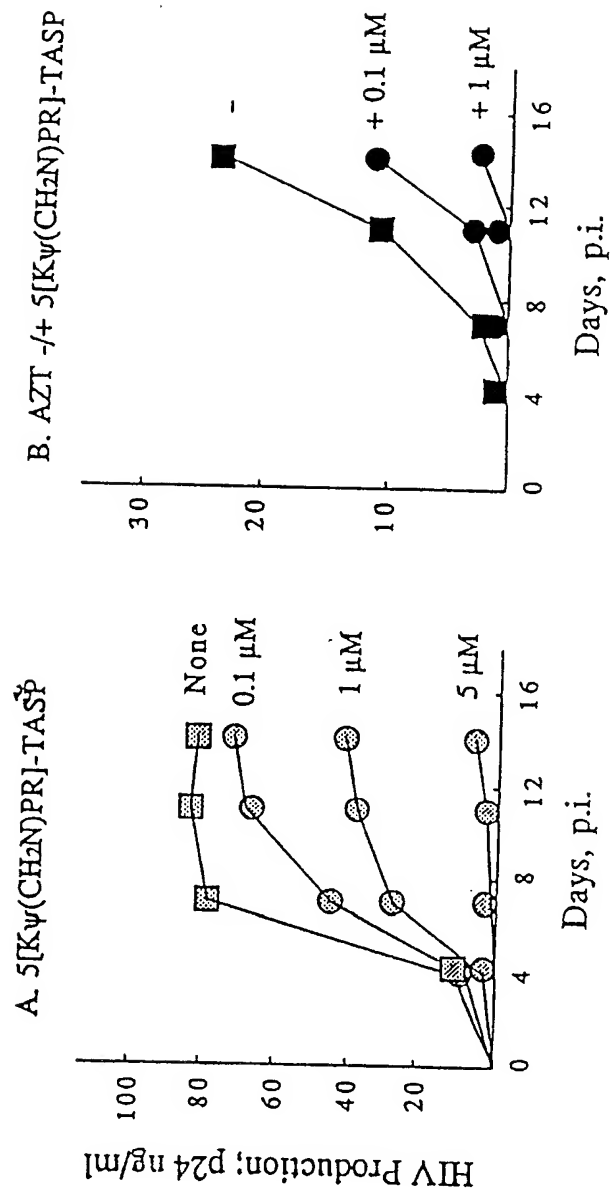 A. 5[Kψ(CH2N)PR]-TASP
HIV Production; p24 ng/ml
100
80
60
40
20
0
4
8
12
16
Days, p.i.
None
0.1 µM
1 µM
5 µM
B. AZT -/+ 5[Kψ(CH2N)PR]-TASP
30
20
10
0
4
8
12
16
Days, p.i.
-
+ 0.1 µM
+ 1 µM